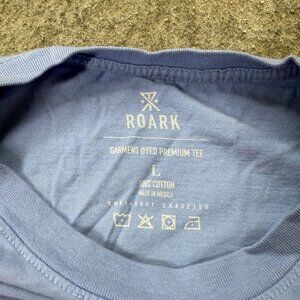 ROARK
GARMENT DYED PREMIUM TEE
L
100% COTTON
MADE IN MEXICO